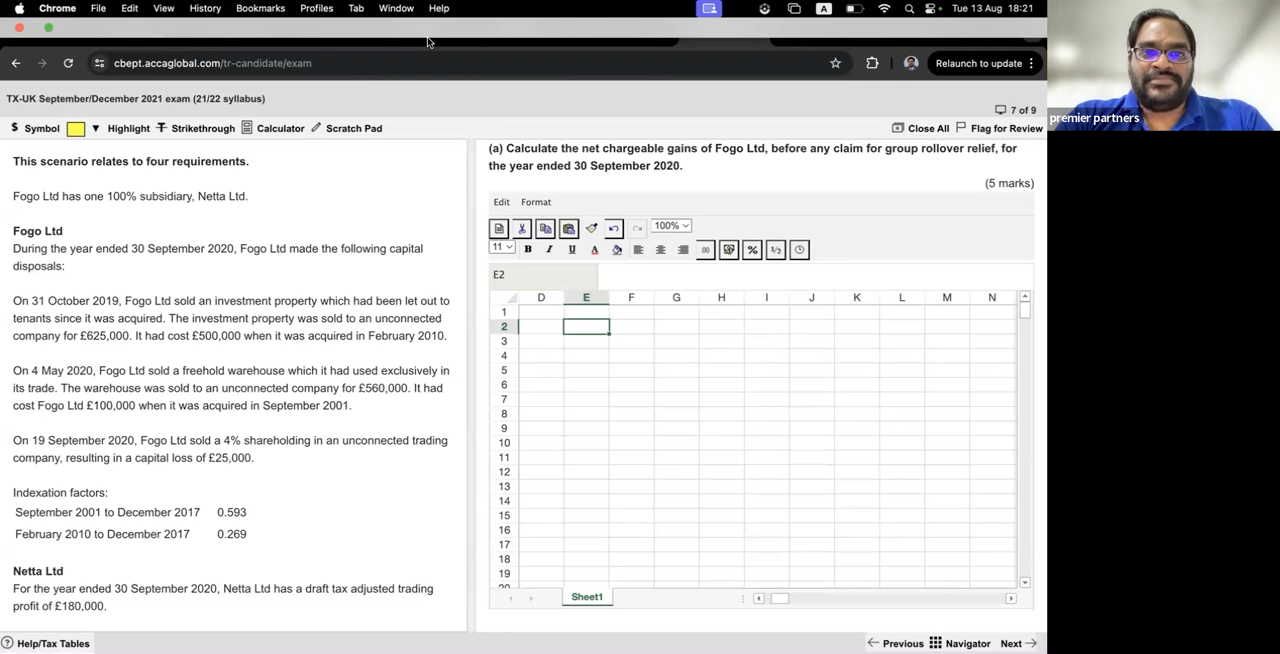 Chrome File Edit View History Bookmarks Profiles Tab Window Help A Tue 13 Aug 18:21
cbept.accaglobal.com/tr-candidate/exam Relaunch to update
TX-UK September/December 2021 exam (21/22 syllabus)
7 of 9
$ Symbol Highlight Strikethrough Calculator Scratch Pad Close All Flag for Review
This scenario relates to four requirements.
Fogo Ltd has one 100% subsidiary, Netta Ltd.
Fogo Ltd
During the year ended 30 September 2020, Fogo Ltd made the following capital
disposals:
On 31 October 2019, Fogo Ltd sold an investment property which had been let out to
tenants since it was acquired. The investment property was sold to an unconnected
company for £625,000. It had cost £500,000 when it was acquired in February 2010.
On 4 May 2020, Fogo Ltd sold a freehold warehouse which it had used exclusively in
its trade. The warehouse was sold to an unconnected company for £560,000. It had
cost Fogo Ltd £100,000 when it was acquired in September 2001.
On 19 September 2020, Fogo Ltd sold a 4% shareholding in an unconnected trading
company, resulting in a capital loss of £25,000.
Indexation factors:
September 2001 to December 2017 0.593
February 2010 to December 2017 0.269
Netta Ltd
For the year ended 30 September 2020, Netta Ltd has a draft tax adjusted trading
profit of £180,000.
(a) Calculate the net chargeable gains of Fogo Ltd, before any claim for group rollover relief, for
the year ended 30 September 2020.
(5 marks)
Edit Format
100%
11 B I U A .00 % ½
E2
D E F G H I J K L M N
1
2
3
4
5
6
7
8
9
10
11
12
13
14
15
16
17
18
19
20
Sheet1
? Help/Tax Tables Previous Navigator Next
premier partners